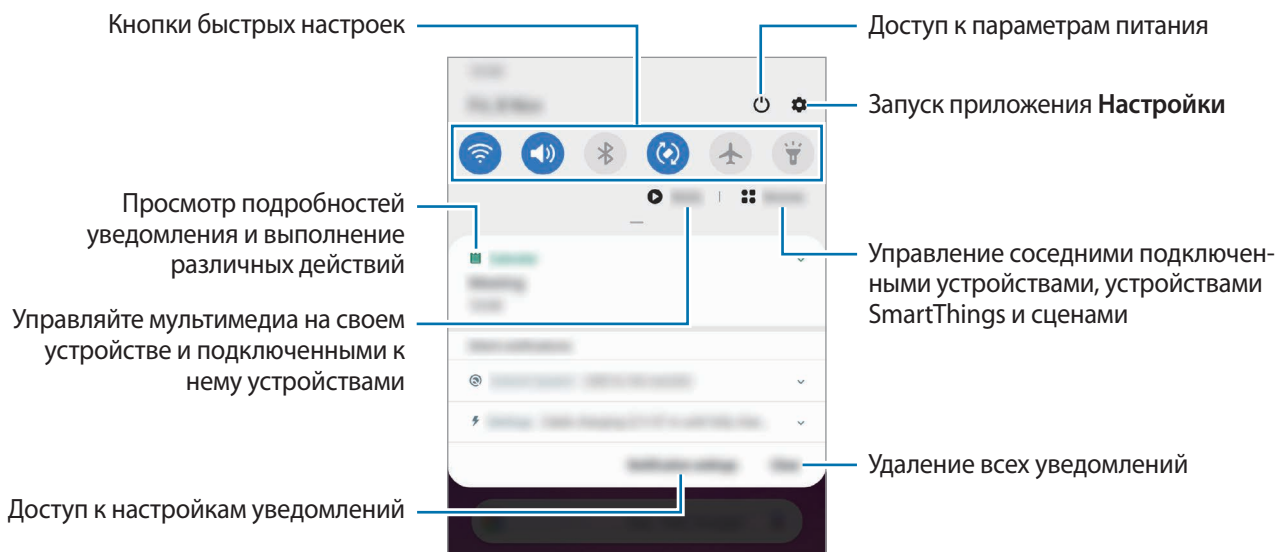 Кнопки быстрых настроек
Доступ к параметрам питания
Запуск приложения Настройки
Просмотр подробностей
уведомления и выполнение
различных действий
Управление соседними подключен-
ными устройствами, устройствами
SmartThings и сценами
Управляйте мультимедиа на своем
устройстве и подключенными к
нему устройствами
Удаление всех уведомлений
Доступ к настройкам уведомлений